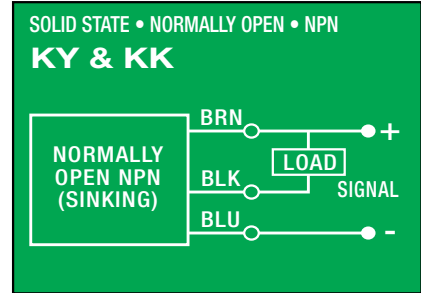 SOLID STATE • NORMALLY OPEN • NPN
KY & KK
BRN
+
NORMALLY
OPEN NPN
(SINKING)
LOAD
BLK
SIGNAL
BLU
-